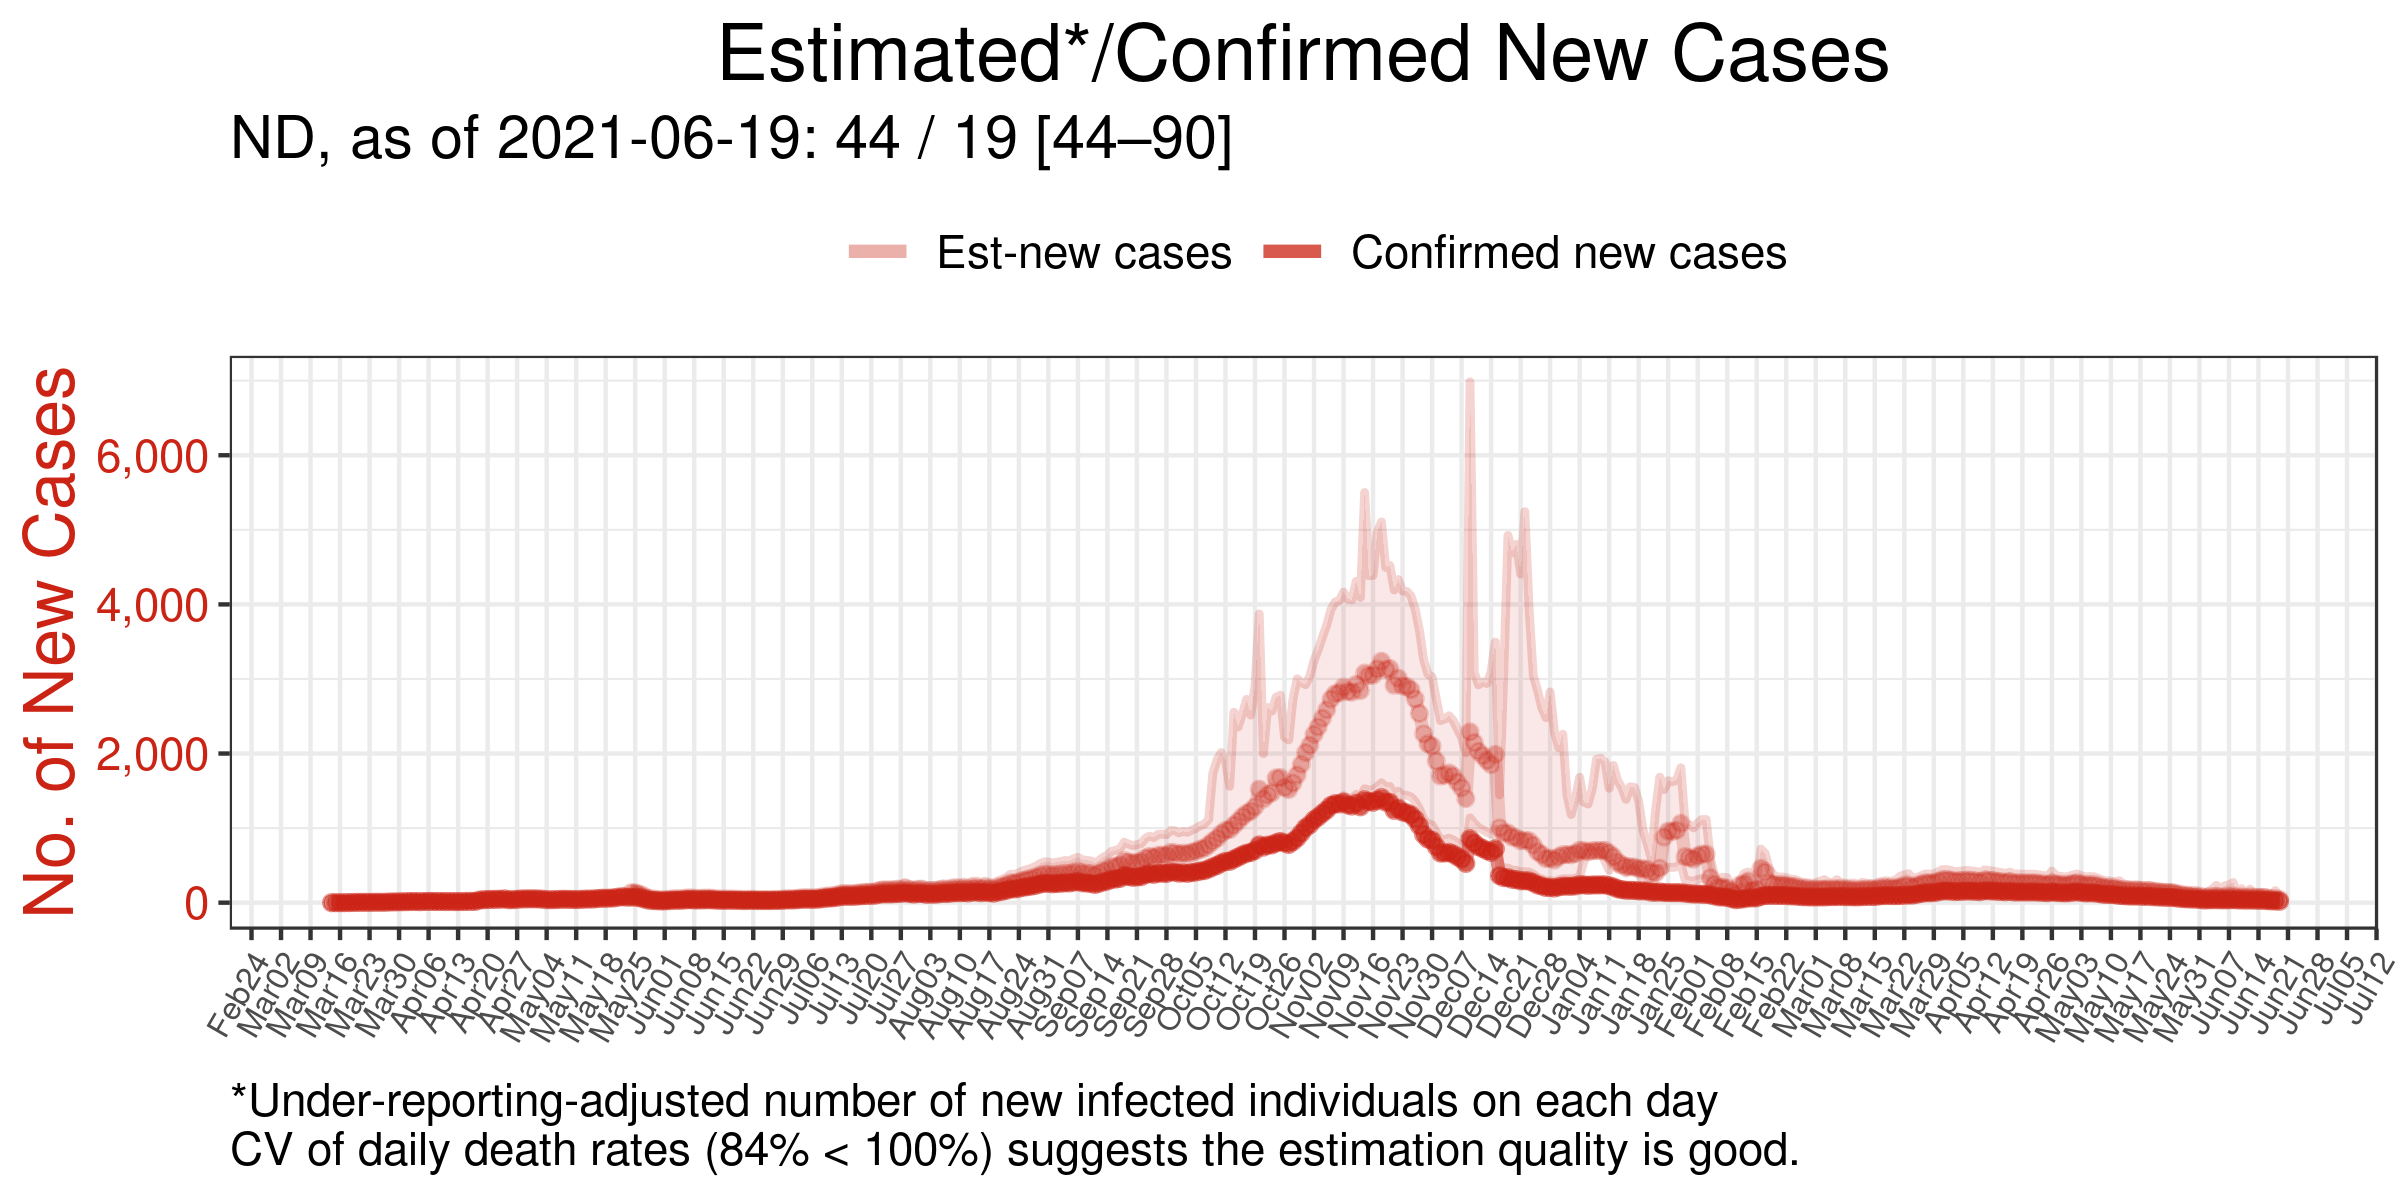 Estimated*/Confirmed New Cases
ND, as of 2021-06-19: 44 / 19 [44–90]
Est-new cases
Confirmed new cases
No. of New Cases
6,000
4,000
2,000
0
Feb24
Mar02
Mar09
Mar16
Mar23
Mar30
Apr06
Apr13
Apr20
Apr27
May04
May11
May18
May25
Jun01
Jun08
Jun15
Jun22
Jun29
Jul06
Jul13
Jul20
Jul27
Aug03
Aug10
Aug17
Aug24
Aug31
Sep07
Sep14
Sep21
Sep28
Oct05
Oct12
Oct19
Oct26
Nov02
Nov09
Nov16
Nov23
Nov30
Dec07
Dec14
Dec21
Dec28
Jan04
Jan11
Jan18
Jan25
Feb01
Feb08
Feb15
Feb22
Mar01
Mar08
Mar15
Mar22
Mar29
Apr05
Apr12
Apr19
Apr26
May03
May10
May17
May24
May31
Jun07
Jun14
Jun21
Jun28
Jul05
Jul12
*Under-reporting-adjusted number of new infected individuals on each day
CV of daily death rates (84% < 100%) suggests the estimation quality is good.